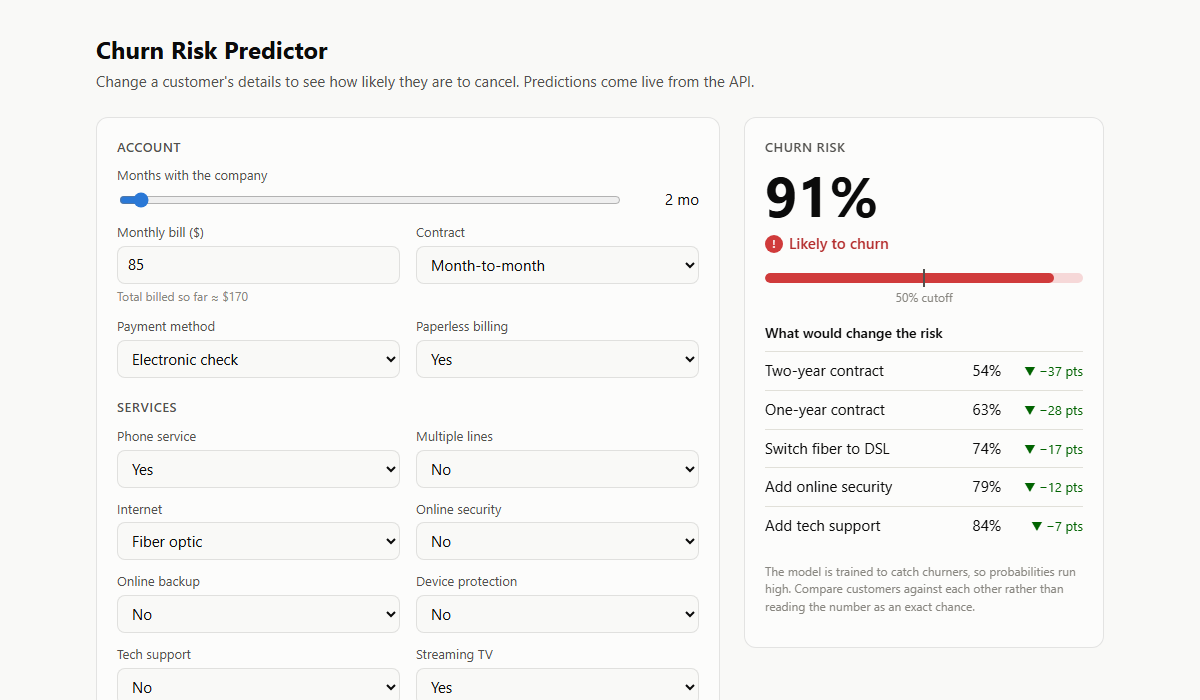 Churn Risk Predictor
Change a customer's details to see how likely they are to cancel. Predictions come live from the API.
ACCOUNT
Months with the company
2 mo
Monthly bill ($)
Contract
85
Month-to-month
Total billed so far ≈ $170
Payment method
Paperless billing
Electronic check
Yes
SERVICES
Phone service
Multiple lines
Yes
No
Internet
Online security
Fiber optic
No
Online backup
Device protection
No
No
Tech support
Streaming TV
No
Yes
CHURN RISK
91%
! Likely to churn
50% cutoff
What would change the risk
Two-year contract 54% ▼ −37 pts
One-year contract 63% ▼ −28 pts
Switch fiber to DSL 74% ▼ −17 pts
Add online security 79% ▼ −12 pts
Add tech support 84% ▼ −7 pts
The model is trained to catch churners, so probabilities run
high. Compare customers against each other rather than
reading the number as an exact chance.